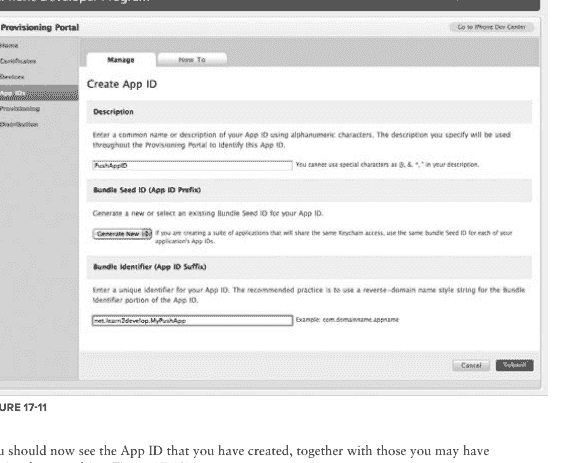 Provisioning Portal
Go to iPhone Dev Center
Home
Certificates
Devices
App IDs
Provisioning
Distribution
Manage
How To
Create App ID
Description
Enter a common name or description of your App ID using alphanumeric characters. The description you specify will be used
throughout the Provisioning Portal to identify this App ID.
PushAppID
You cannot use special characters as @, &, *, " in your description.
Bundle Seed ID (App ID Prefix)
Generate a new or select an existing Bundle Seed ID for your App ID.
Generate New
If you are creating a suite of applications that will share the same Keychain access, use the same bundle Seed ID for each of your
application's App IDs.
Bundle Identifier (App ID Suffix)
Enter a unique identifier for your App ID. The recommended practice is to use a reverse-domain name style string for the Bundle
Identifier portion of the App ID.
net.learn2develop.MyPushApp
Example: com.domainname.appname
Cancel
Submit
URE 17-11
u should now see the App ID that you have created, together with those you may have